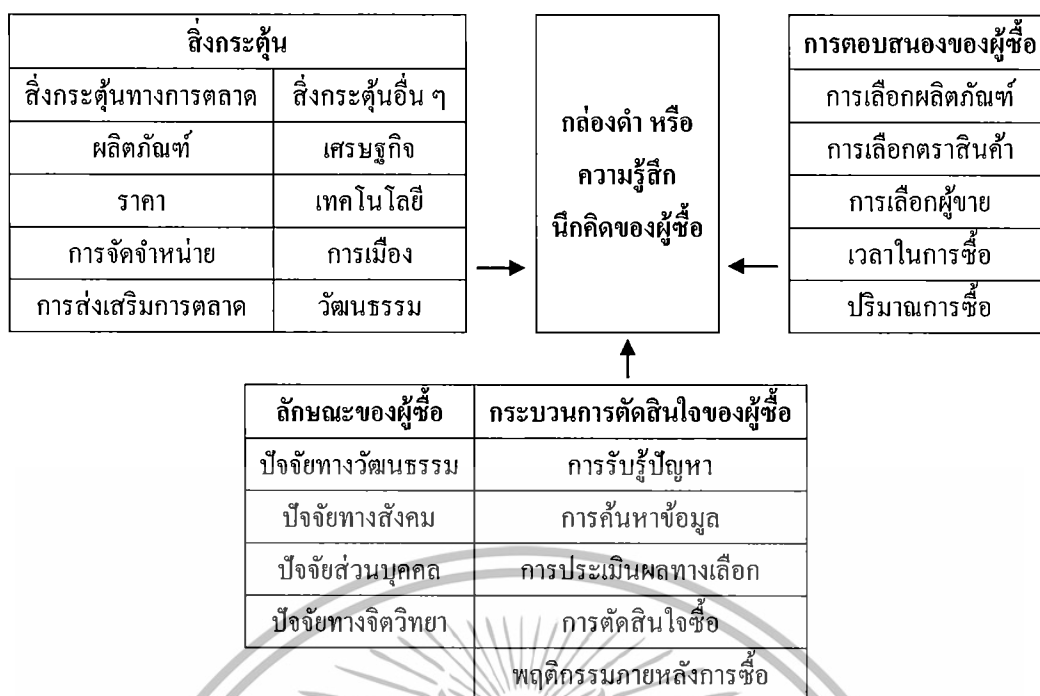 สิ่งกระตุ้น
สิ่งกระตุ้นทางการตลาด สิ่งกระตุ้นอื่น ๆ
ผลิตภัณฑ์ เศรษฐกิจ
ราคา เทคโนโลยี
การจัดจำหน่าย การเมือง
การส่งเสริมการตลาด วัฒนธรรม
กล่องดำ หรือ
ความรู้สึก
นึกคิดของผู้ซื้อ
การตอบสนองของผู้ซื้อ
การเลือกผลิตภัณฑ์
การเลือกตราสินค้า
การเลือกผู้ขาย
เวลาในการซื้อ
ปริมาณการซื้อ
ลักษณะของผู้ซื้อ กระบวนการตัดสินใจของผู้ซื้อ
ปัจจัยทางวัฒนธรรม การรับรู้ปัญหา
ปัจจัยทางสังคม การค้นหาข้อมูล
ปัจจัยส่วนบุคคล การประเมินผลทางเลือก
ปัจจัยทางจิตวิทยา การตัดสินใจซื้อ
พฤติกรรมภายหลังการซื้อ